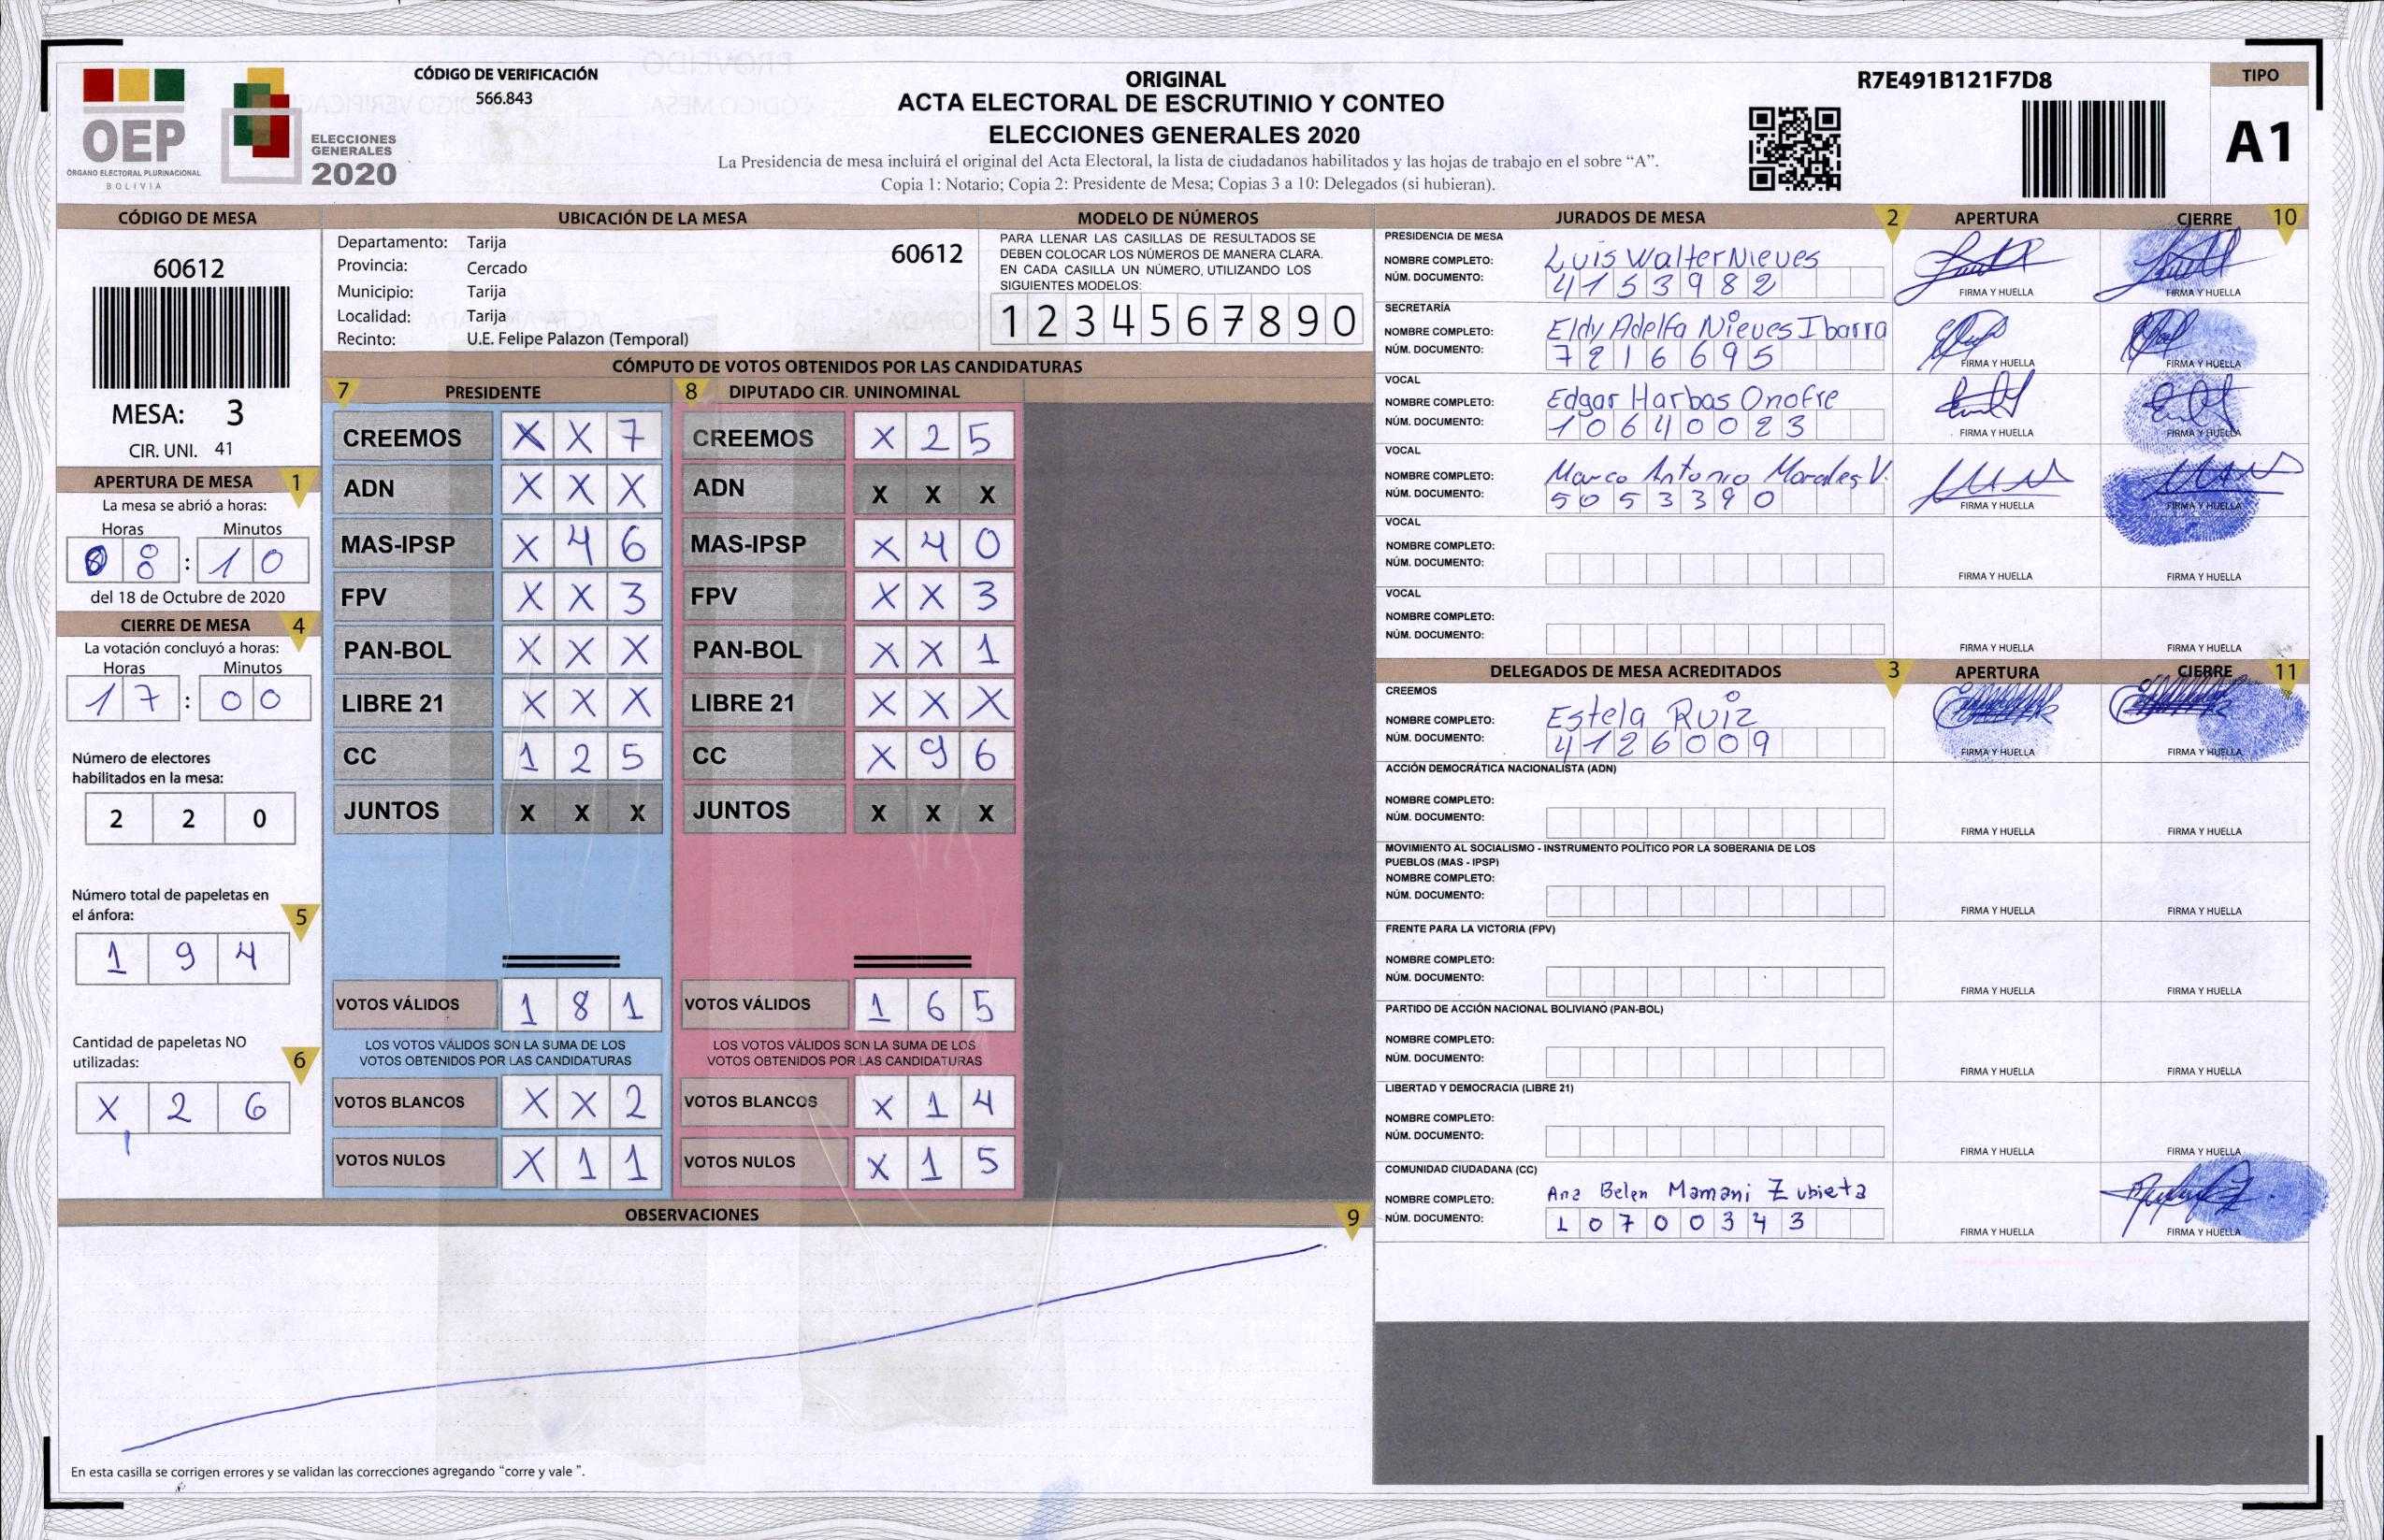 CÓDIGO DE VERIFICACIÓN
566.843
OEP
ÓRGANO ELECTORAL PLURINACIONAL
BOLIVIA
ELECCIONES
GENERALES
2020
ORIGINAL
ACTA ELECTORAL DE ESCRUTINIO Y CONTEO
ELECCIONES GENERALES 2020
La Presidencia de mesa incluirá el original del Acta Electoral, la lista de ciudadanos habilitados y las hojas de trabajo en el sobre “A”.
Copia 1: Notario; Copia 2: Presidente de Mesa; Copias 3 a 10: Delegados (si hubieran).
R7E491B121F7D8
TIPO
A1
CÓDIGO DE MESA
60612
MESA: 3
CIR. UNI. 41
APERTURA DE MESA 1
La mesa se abrió a horas:
Horas Minutos
08 : 10
del 18 de Octubre de 2020
CIERRE DE MESA 4
La votación concluyó a horas:
Horas Minutos
17 : 00
Número de electores
habilitados en la mesa:
2 2 0
Número total de papeletas en
el ánfora: 5
1 9 4
Cantidad de papeletas NO
utilizadas: 6
X 2 6
UBICACIÓN DE LA MESA
Departamento: Tarija 60612
Provincia: Cercado
Municipio: Tarija
Localidad: Tarija
Recinto: U.E. Felipe Palazon (Temporal)
MODELO DE NÚMEROS
PARA LLENAR LAS CASILLAS DE RESULTADOS SE
DEBEN COLOCAR LOS NÚMEROS DE MANERA CLARA.
EN CADA CASILLA UN NÚMERO, UTILIZANDO LOS
SIGUIENTES MODELOS:
1 2 3 4 5 6 7 8 9 0
CÓMPUTO DE VOTOS OBTENIDOS POR LAS CANDIDATURAS
7 PRESIDENTE
CREEMOS X X 7
ADN X X X
MAS-IPSP X 4 6
FPV X X 3
PAN-BOL X X X
LIBRE 21 X X X
CC 1 2 5
JUNTOS X X X
VOTOS VÁLIDOS 1 8 1
LOS VOTOS VÁLIDOS SON LA SUMA DE LOS
VOTOS OBTENIDOS POR LAS CANDIDATURAS
VOTOS BLANCOS X X 2
VOTOS NULOS X 1 1
8 DIPUTADO CIR. UNINOMINAL
CREEMOS X 2 5
ADN X X X
MAS-IPSP X 4 0
FPV X X 3
PAN-BOL X X 1
LIBRE 21 X X X
CC X 9 6
JUNTOS X X X
VOTOS VÁLIDOS 1 6 5
LOS VOTOS VÁLIDOS SON LA SUMA DE LOS
VOTOS OBTENIDOS POR LAS CANDIDATURAS
VOTOS BLANCOS X 1 4
VOTOS NULOS X 1 5
OBSERVACIONES 9
En esta casilla se corrigen errores y se validan las correcciones agregando “corre y vale ”.
JURADOS DE MESA 2 APERTURA CIERRE 10
PRESIDENCIA DE MESA
NOMBRE COMPLETO: Luis Walter Nieves
NÚM. DOCUMENTO: 4153982
FIRMA Y HUELLA FIRMA Y HUELLA
SECRETARÍA
NOMBRE COMPLETO: Eldy Adelfa Nieves Ibarra
NÚM. DOCUMENTO: 7216695
FIRMA Y HUELLA FIRMA Y HUELLA
VOCAL
NOMBRE COMPLETO: Edgar Harbas Onofre
NÚM. DOCUMENTO: 10640023
FIRMA Y HUELLA FIRMA Y HUELLA
VOCAL
NOMBRE COMPLETO: Marco Antonio Morales V.
NÚM. DOCUMENTO: 5053390
FIRMA Y HUELLA FIRMA Y HUELLA
VOCAL
NOMBRE COMPLETO:
NÚM. DOCUMENTO:
FIRMA Y HUELLA FIRMA Y HUELLA
VOCAL
NOMBRE COMPLETO:
NÚM. DOCUMENTO:
FIRMA Y HUELLA FIRMA Y HUELLA
DELEGADOS DE MESA ACREDITADOS 3 APERTURA CIERRE 11
CREEMOS
NOMBRE COMPLETO: Estela Ruiz
NÚM. DOCUMENTO: 4126009
FIRMA Y HUELLA FIRMA Y HUELLA
ACCIÓN DEMOCRÁTICA NACIONALISTA (ADN)
NOMBRE COMPLETO:
NÚM. DOCUMENTO:
FIRMA Y HUELLA FIRMA Y HUELLA
MOVIMIENTO AL SOCIALISMO - INSTRUMENTO POLÍTICO POR LA SOBERANIA DE LOS
PUEBLOS (MAS - IPSP)
NOMBRE COMPLETO:
NÚM. DOCUMENTO:
FIRMA Y HUELLA FIRMA Y HUELLA
FRENTE PARA LA VICTORIA (FPV)
NOMBRE COMPLETO:
NÚM. DOCUMENTO:
FIRMA Y HUELLA FIRMA Y HUELLA
PARTIDO DE ACCIÓN NACIONAL BOLIVIANO (PAN-BOL)
NOMBRE COMPLETO:
NÚM. DOCUMENTO:
FIRMA Y HUELLA FIRMA Y HUELLA
LIBERTAD Y DEMOCRACIA (LIBRE 21)
NOMBRE COMPLETO:
NÚM. DOCUMENTO:
FIRMA Y HUELLA FIRMA Y HUELLA
COMUNIDAD CIUDADANA (CC)
NOMBRE COMPLETO: Ana Belen Mamani Zubieta
NÚM. DOCUMENTO: 10700343
FIRMA Y HUELLA FIRMA Y HUELLA